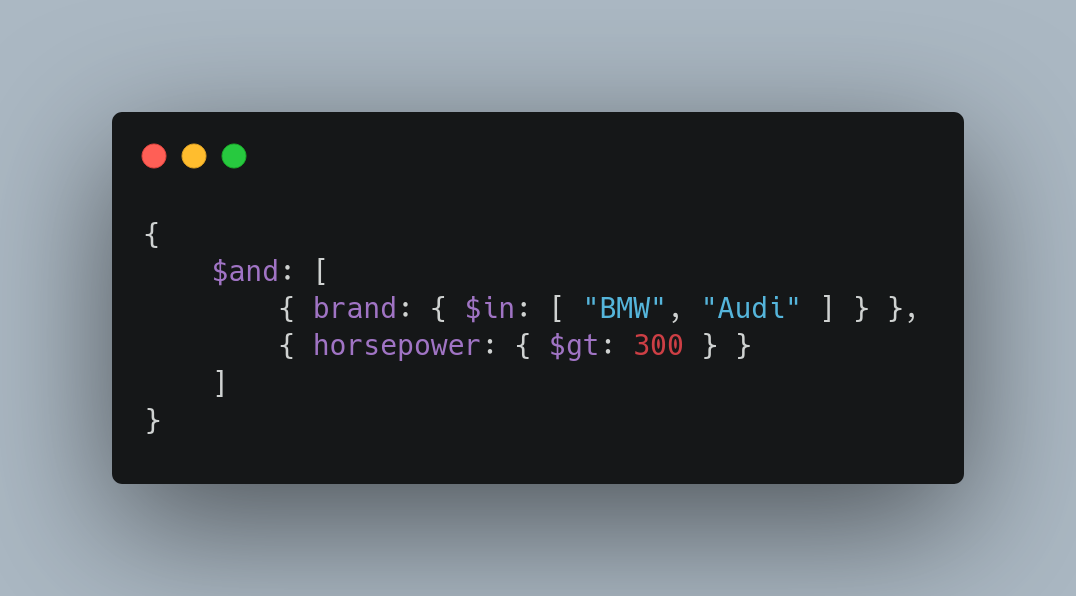 {
    $and: [
        { brand: { $in: [ "BMW", "Audi" ] } },
        { horsepower: { $gt: 300 } }
    ]
}